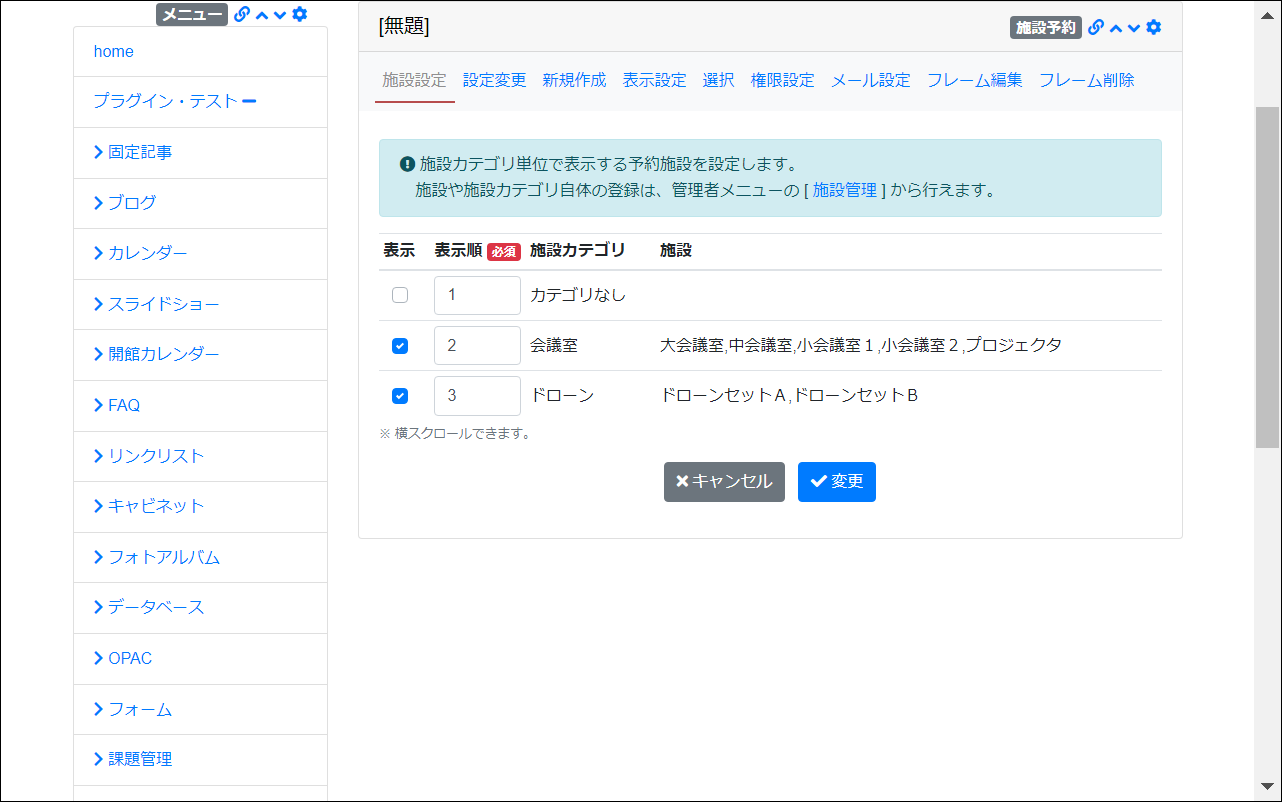 メニュー
home
プラグイン・テスト
固定記事
ブログ
カレンダー
スライドショー
開館カレンダー
FAQ
リンクリスト
キャビネット
フォトアルバム
データベース
OPAC
フォーム
課題管理
[無題]
施設予約
施設設定 設定変更 新規作成 表示設定 選択 権限設定 メール設定 フレーム編集 フレーム削除
施設カテゴリ単位で表示する予約施設を設定します。
施設や施設カテゴリ自体の登録は、管理者メニューの [ 施設管理 ] から行えます。
表示 表示順 必須 施設カテゴリ 施設
1 カテゴリなし
2 会議室 大会議室,中会議室,小会議室１,小会議室２,プロジェクタ
3 ドローン ドローンセットＡ,ドローンセットＢ
※ 横スクロールできます。
キャンセル 変更